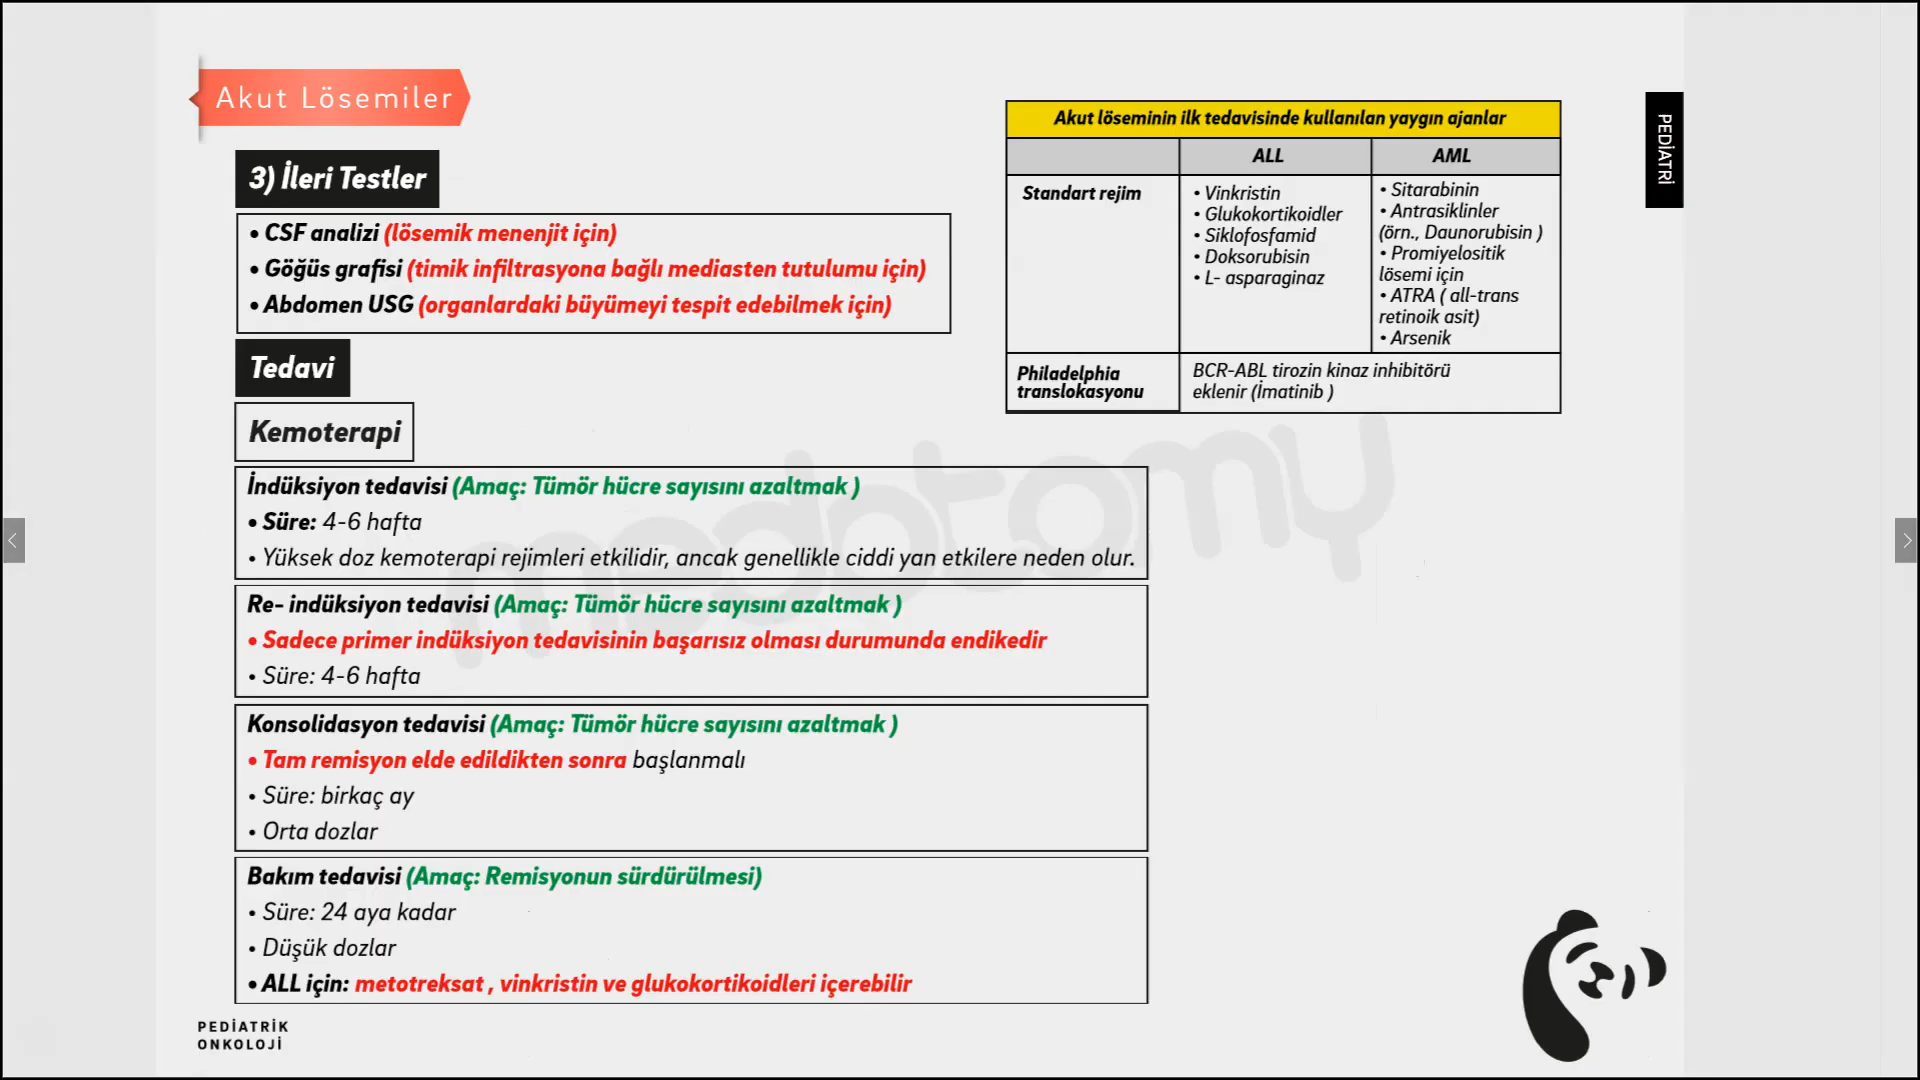 Akut Lösemiler
3) İleri Testler
• CSF analizi (lösemik menenjit için)
• Göğüs grafisi (timik infiltrasyona bağlı mediasten tutulumu için)
• Abdomen USG (organlardaki büyümeyi tespit edebilmek için)
Tedavi
Kemoterapi
İndüksiyon tedavisi (Amaç: Tümör hücre sayısını azaltmak )
• Süre: 4-6 hafta
• Yüksek doz kemoterapi rejimleri etkilidir, ancak genellikle ciddi yan etkilere neden olur.
Re- indüksiyon tedavisi (Amaç: Tümör hücre sayısını azaltmak )
• Sadece primer indüksiyon tedavisinin başarısız olması durumunda endikedir
• Süre: 4-6 hafta
Konsolidasyon tedavisi (Amaç: Tümör hücre sayısını azaltmak )
• Tam remisyon elde edildikten sonra başlanmalı
• Süre: birkaç ay
• Orta dozlar
Bakım tedavisi (Amaç: Remisyonun sürdürülmesi)
• Süre: 24 aya kadar
• Düşük dozlar
• ALL için: metotreksat , vinkristin ve glukokortikoidleri içerebilir
Akut löseminin ilk tedavisinde kullanılan yaygın ajanlar
ALL
AML
Standart rejim
• Vinkristin
• Glukokortikoidler
• Siklofosfamid
• Doksorubisin
• L- asparaginaz
• Sitarabinin
• Antrasiklinler
(örn., Daunorubisin )
• Promiyelositik
lösemi için
• ATRA ( all-trans
retinoik asit)
• Arsenik
Philadelphia
translokasyonu
BCR-ABL tirozin kinaz inhibitörü
eklenir (İmatinib )
PEDİATRİ
medotomy
PEDİATRİK
ONKOLOJİ